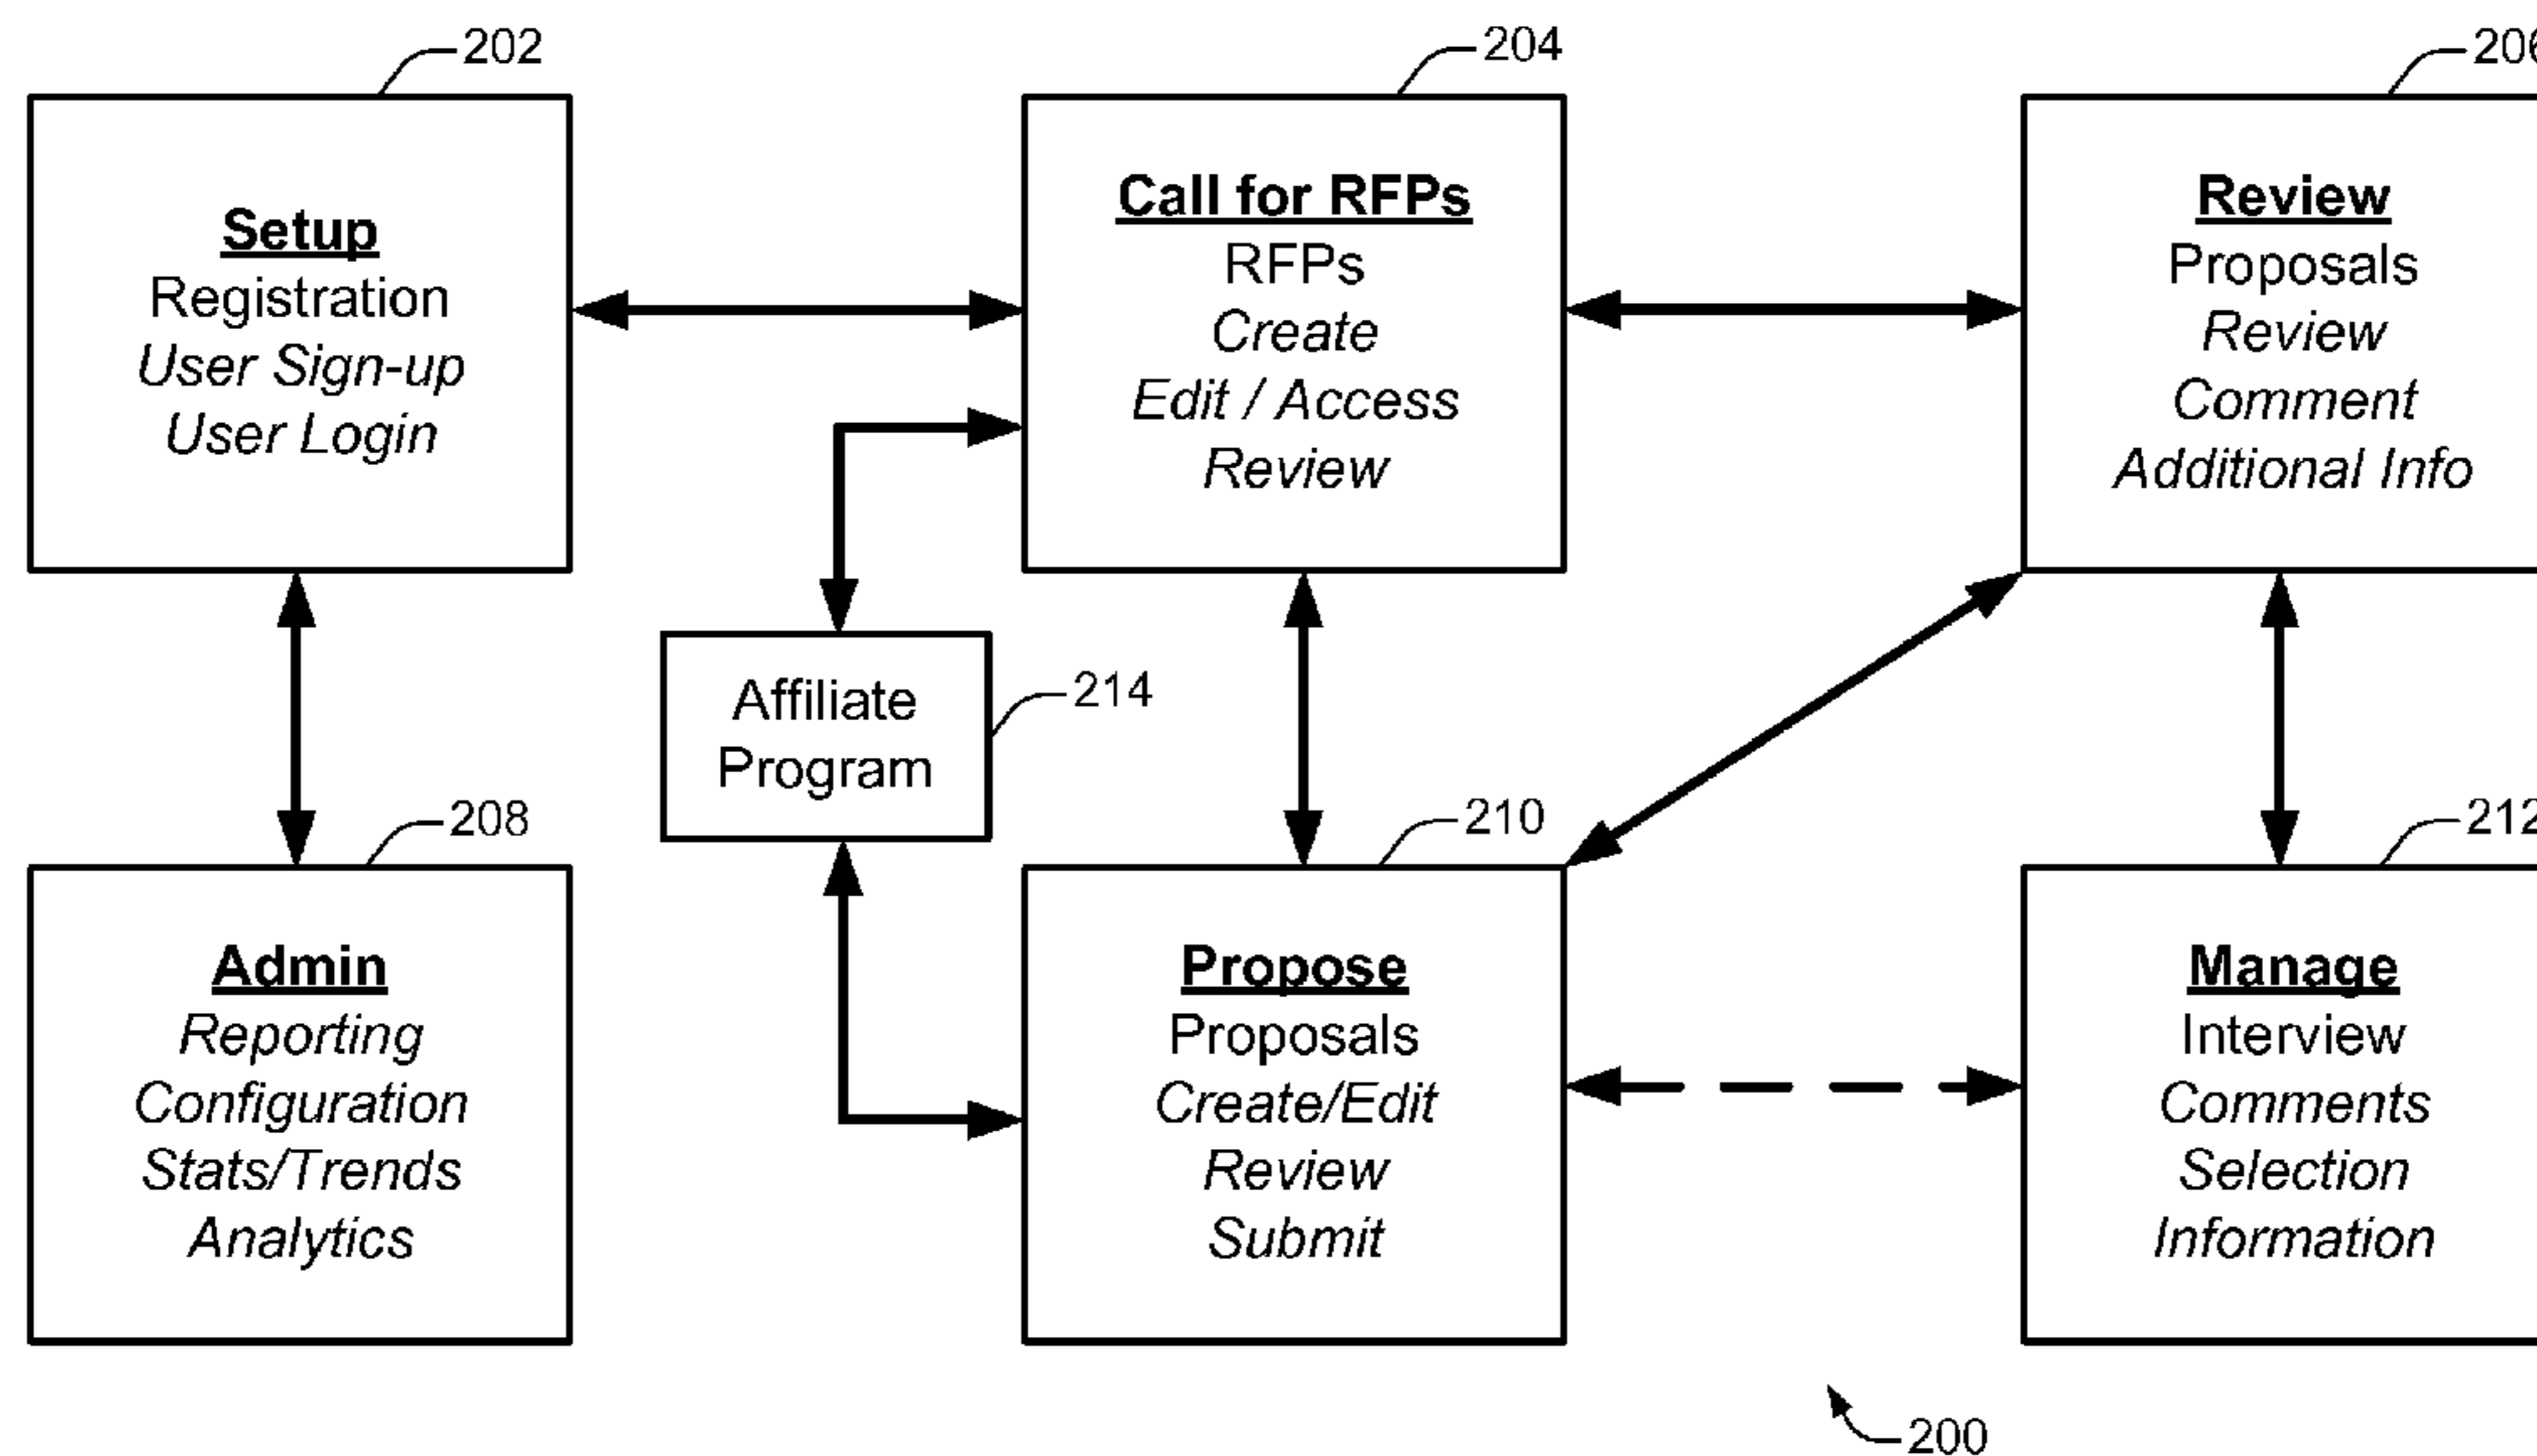 202
204
206
Setup
Registration
User Sign-up
User Login
Call for RFPs
RFPs
Create
Edit / Access
Review
Review
Proposals
Review
Comment
Additional Info
Affiliate
Program
214
208
210
212
Admin
Reporting
Configuration
Stats/Trends
Analytics
Propose
Proposals
Create/Edit
Review
Submit
Manage
Interview
Comments
Selection
Information
200